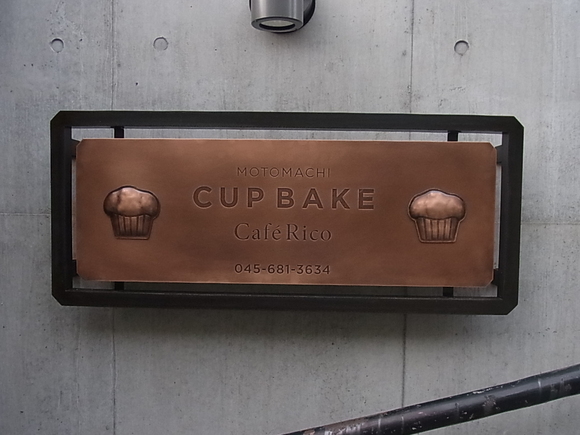 MOTOMACHI
CUP BAKE
Café Rico
045-681-3634